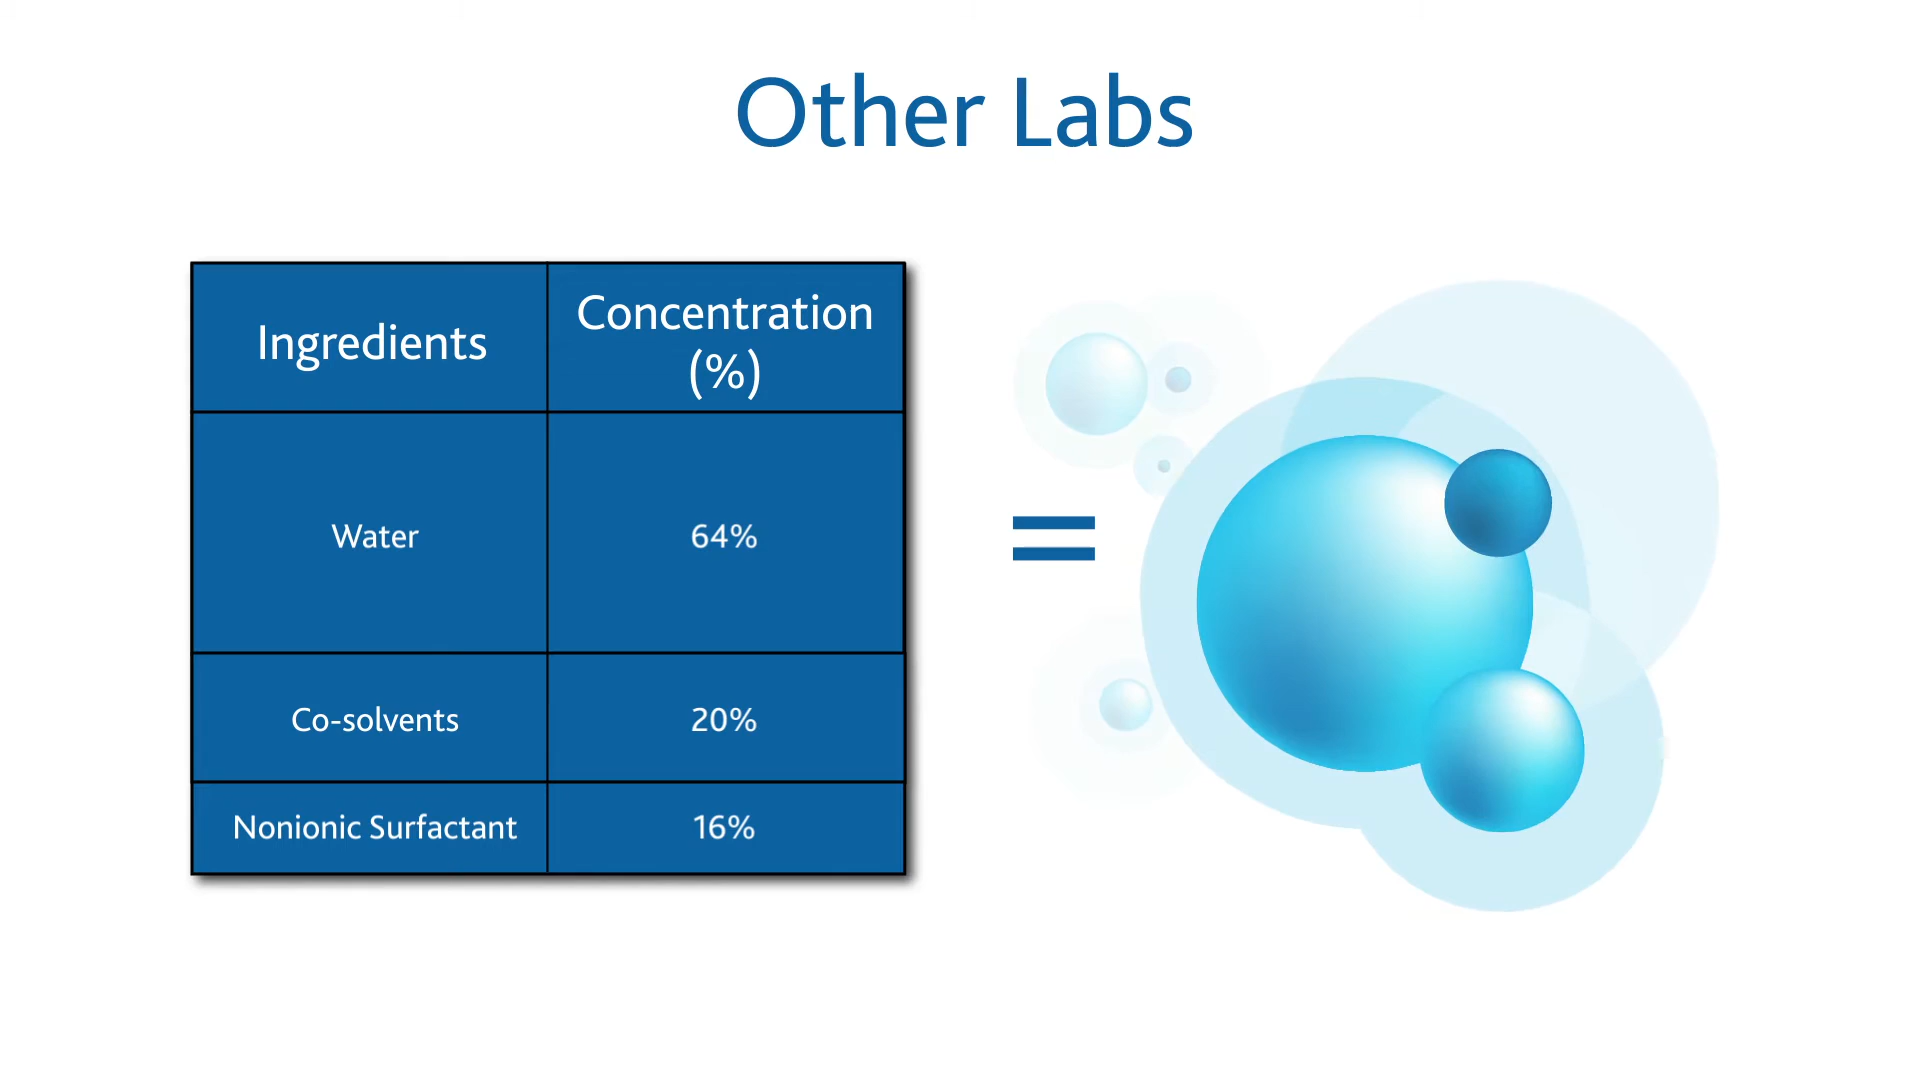 Other Labs
Ingredients
Concentration
(%)
Water
64%
Co-solvents
20%
Nonionic Surfactant
16%
=